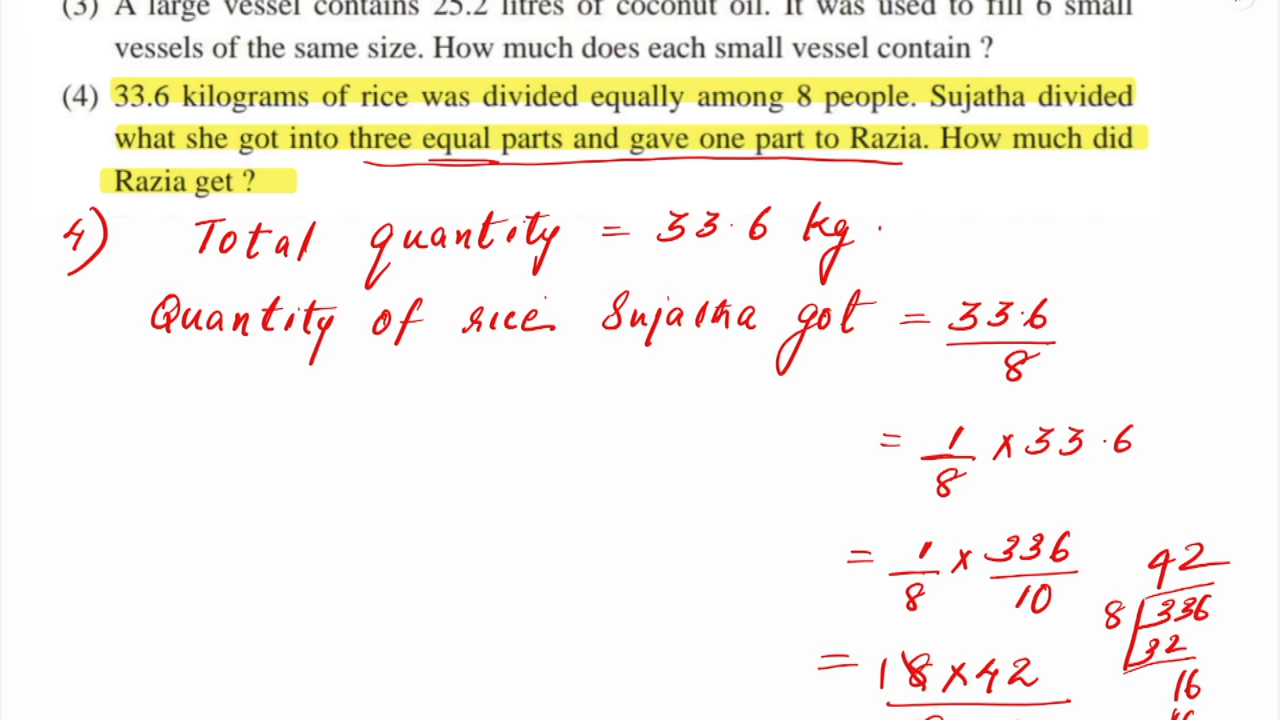 (3) A large vessel contains 25.2 litres of coconut oil. It was used to fill 6 small
vessels of the same size. How much does each small vessel contain ?
(4) 33.6 kilograms of rice was divided equally among 8 people. Sujatha divided
what she got into three equal parts and gave one part to Razia. How much did
Razia get ?
4) Total quantity = 33.6 kg.
Quantity of rice Sujatha got = 33.6/8
= 1/8 × 33.6
= 1/8 × 336/10
= 18×42
42
8 336
32
16